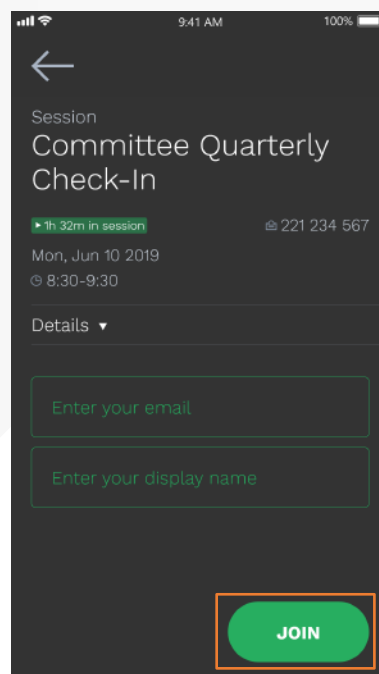 9:41 AM
100%
Session
Committee Quarterly
Check-In
1h 32m in session
221 234 567
Mon, Jun 10 2019
8:30-9:30
Details
Enter your email
Enter your display name
JOIN